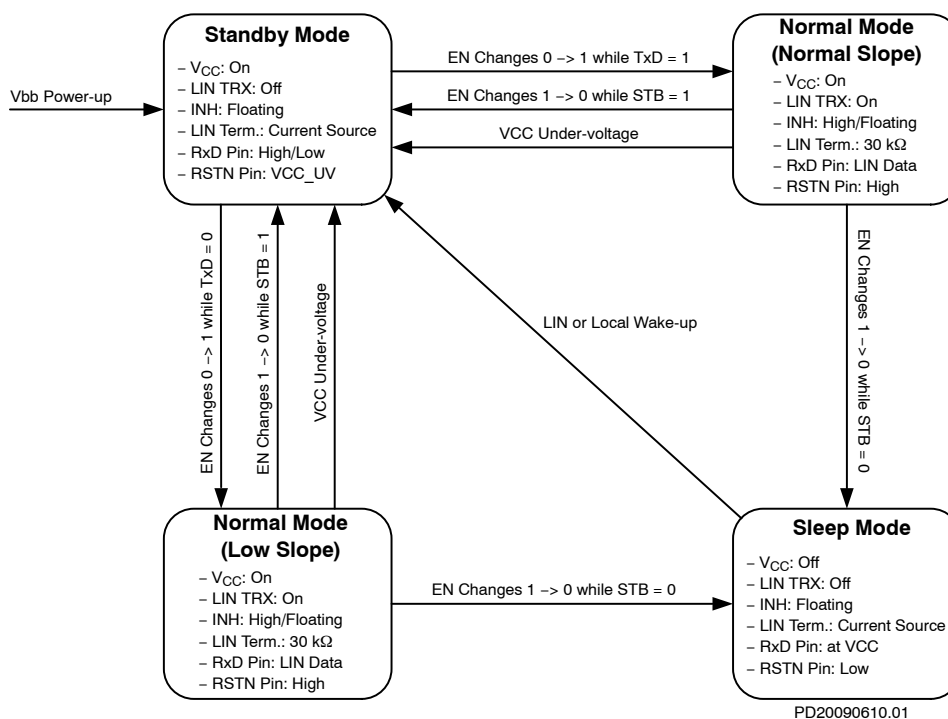 Vbb Power-up
Standby Mode
– VCC: On
– LIN TRX: Off
– INH: Floating
– LIN Term.: Current Source
– RxD Pin: High/Low
– RSTN Pin: VCC_UV
EN Changes 0 –> 1 while TxD = 1
EN Changes 1 –> 0 while STB = 1
VCC Under-voltage
Normal Mode
(Normal Slope)
– VCC: On
– LIN TRX: On
– INH: High/Floating
– LIN Term.: 30 kΩ
– RxD Pin: LIN Data
– RSTN Pin: High
EN Changes 0 –> 1 while TxD = 0
EN Changes 1 –> 0 while STB = 1
VCC Under-voltage
LIN or Local Wake-up
EN Changes 1 –> 0 while STB = 0
Normal Mode
(Low Slope)
– VCC: On
– LIN TRX: On
– INH: High/Floating
– LIN Term.: 30 kΩ
– RxD Pin: LIN Data
– RSTN Pin: High
EN Changes 1 –> 0 while STB = 0
Sleep Mode
– VCC: Off
– LIN TRX: Off
– INH: Floating
– LIN Term.: Current Source
– RxD Pin: at VCC
– RSTN Pin: Low
PD20090610.01